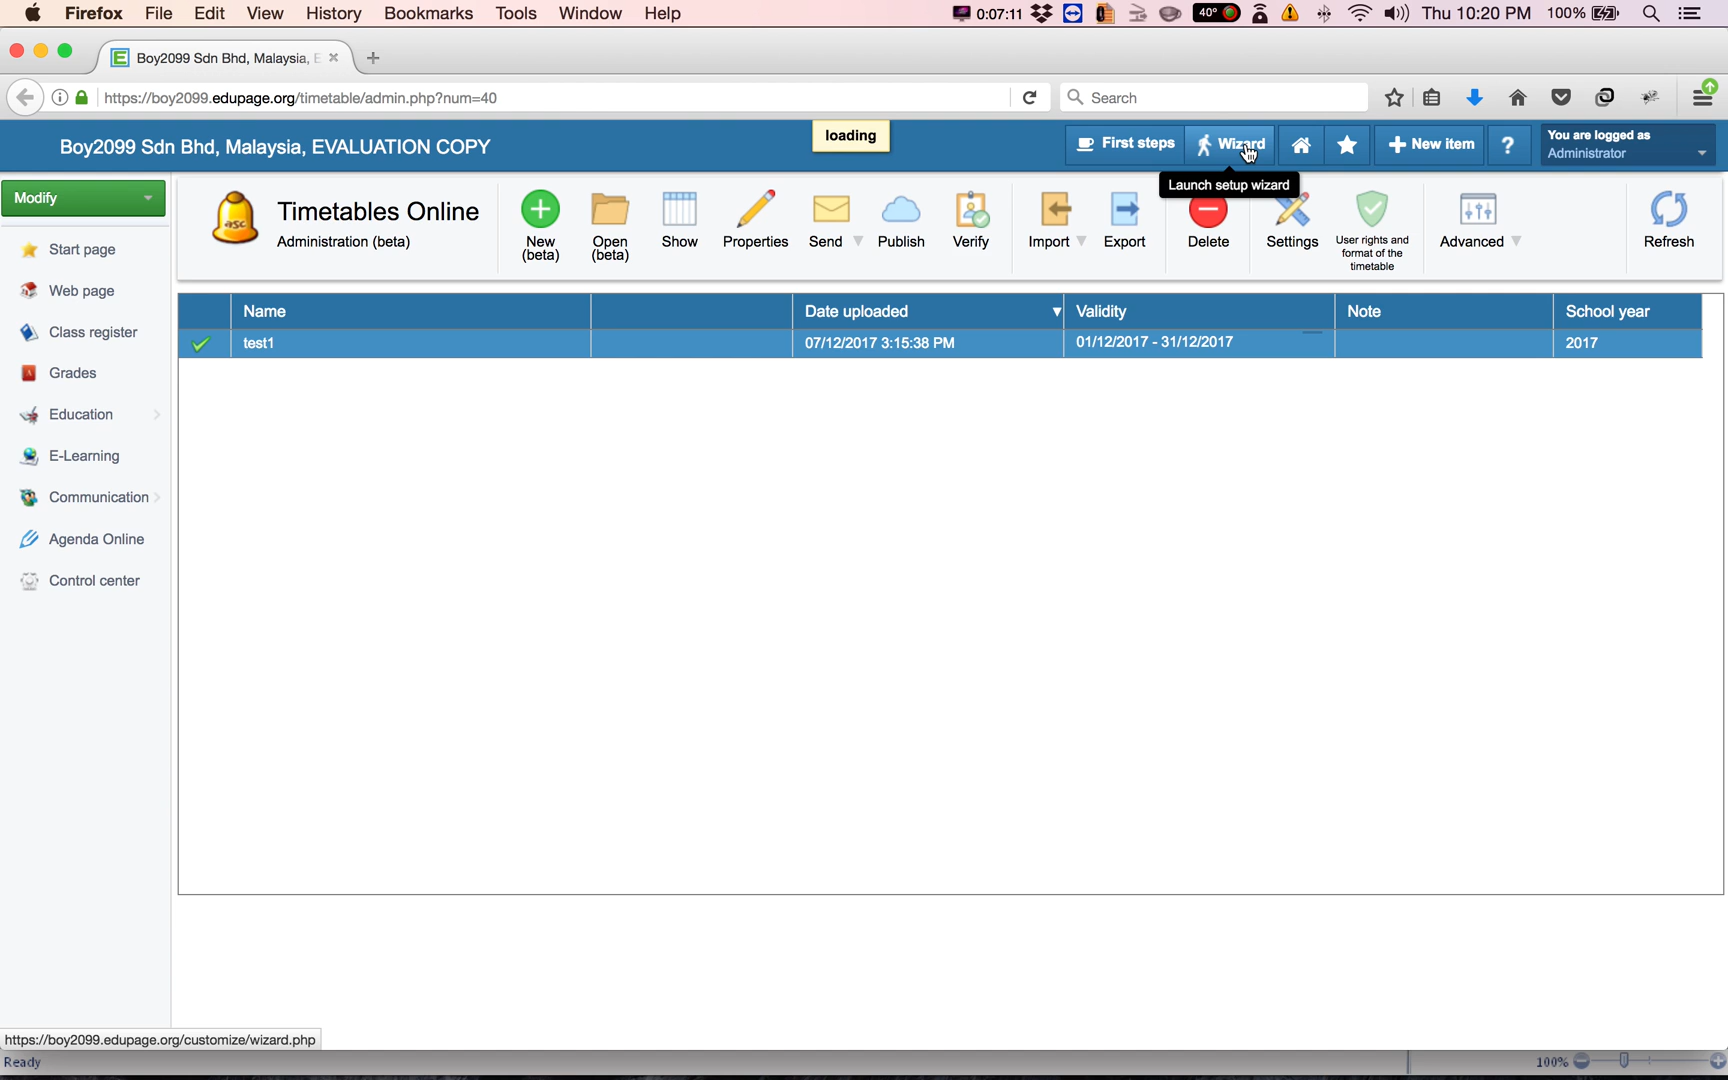 Firefox File Edit View History Bookmarks Tools Window Help 0:07:11 40° Thu 10:20 PM 100%
Boy2099 Sdn Bhd, Malaysia, E
https://boy2099.edupage.org/timetable/admin.php?num=40 Search
Boy2099 Sdn Bhd, Malaysia, EVALUATION COPY
loading
First steps Wizard New item ? You are logged as
Administrator
Launch setup wizard
Modify
Start page
Web page
Class register
Grades
Education
E-Learning
Communication
Agenda Online
Control center
asc
Timetables Online
Administration (beta)
New (beta)
Open (beta)
Show
Properties
Send
Publish
Verify
Import
Export
Delete
Settings
User rights and format of the timetable
Advanced
Refresh
Name Date uploaded Validity Note School year
test1 07/12/2017 3:15:38 PM 01/12/2017 - 31/12/2017 2017
https://boy2099.edupage.org/customize/wizard.php
Ready 100%